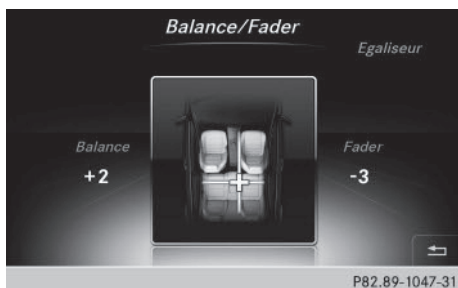 Balance/Fader
Egaliseur
Balance
Fader
+2
-3
P82.89-1047-31